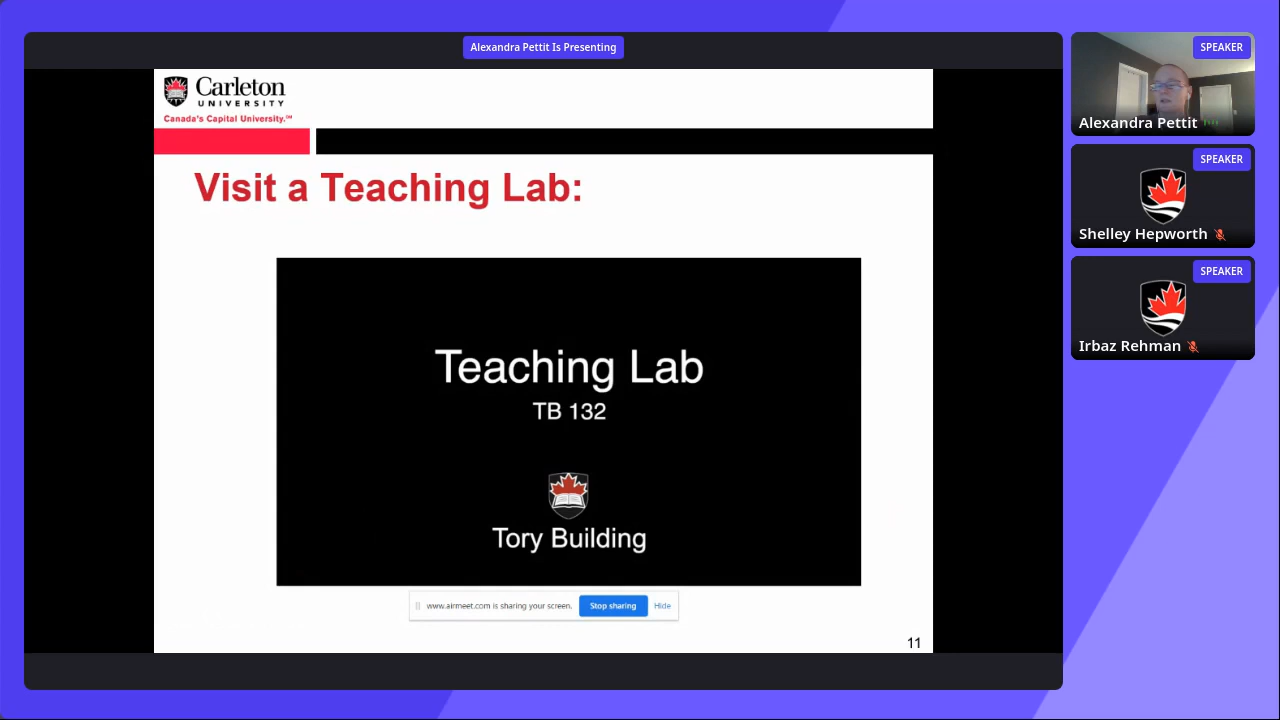 Alexandra Pettit Is Presenting
Carleton
UNIVERSITY
Canada's Capital University.℠
Visit a Teaching Lab:
Teaching Lab
TB 132
Tory Building
www.airmeet.com is sharing your screen.
Stop sharing
Hide
11
SPEAKER
Alexandra Pettit
SPEAKER
Shelley Hepworth
SPEAKER
Irbaz Rehman